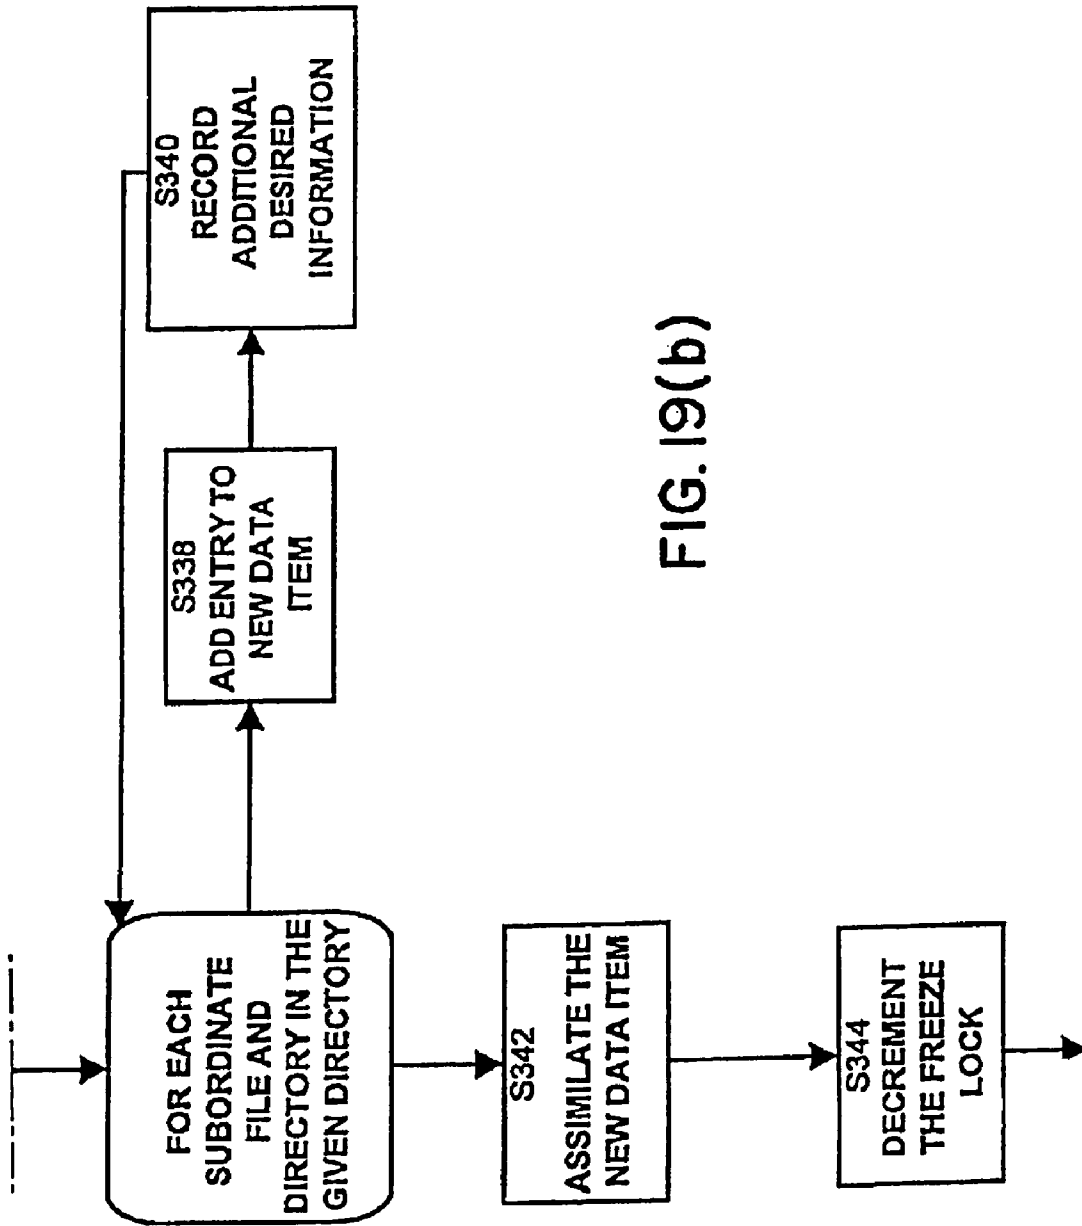 FOR EACH
SUBORDINATE
FILE AND
DIRECTORY IN THE
GIVEN DIRECTORY
S338
ADD ENTRY TO
NEW DATA
ITEM
S340
RECORD
ADDITIONAL
DESIRED
INFORMATION
S342
ASSIMILATE THE
NEW DATA ITEM
S344
DECREMENT
THE FREEZE
LOCK
FIG. 19(b)